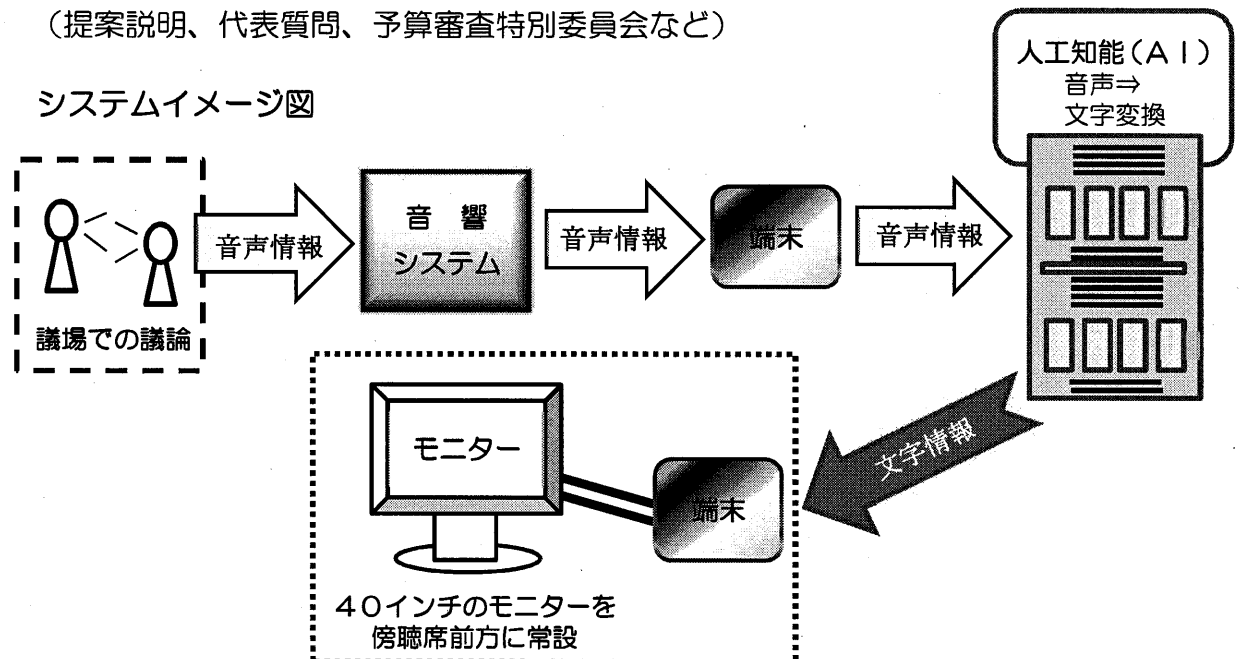 （提案説明、代表質問、予算審査特別委員会など）
システムイメージ図
人工知能（ＡＩ）
音声⇒
文字変換
議場での議論
音声情報
音　響
システム
音声情報
端末
音声情報
文字情報
モニター
端末
４０インチのモニターを
傍聴席前方に常設